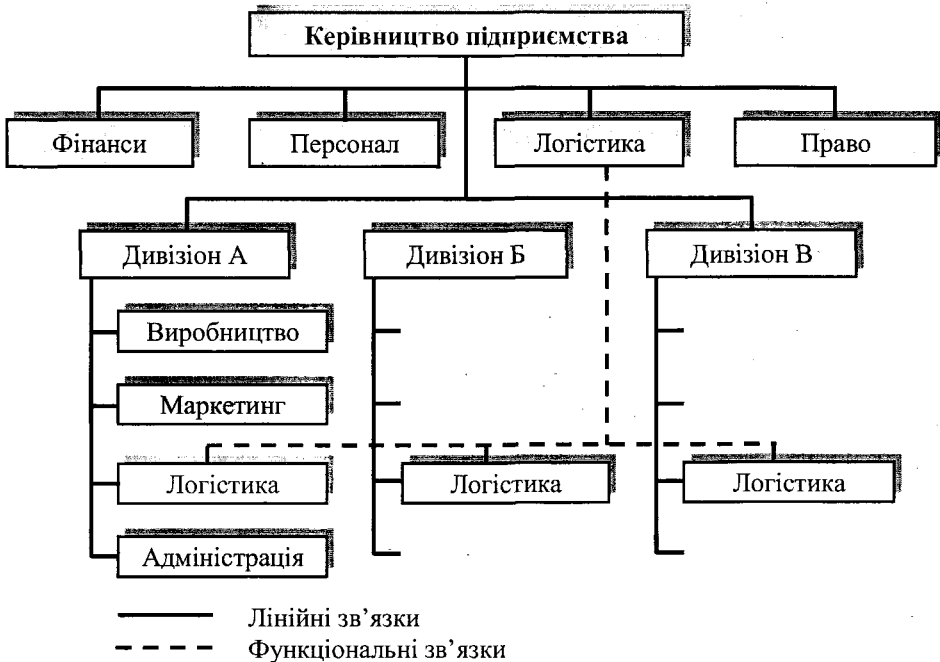 Керівництво підприємства
Фінанси
Персонал
Логістика
Право
Дивізіон А
Дивізіон Б
Дивізіон В
Виробництво
Маркетинг
Логістика
Логістика
Логістика
Адміністрація
Лінійні зв'язки
Функціональні зв'язки